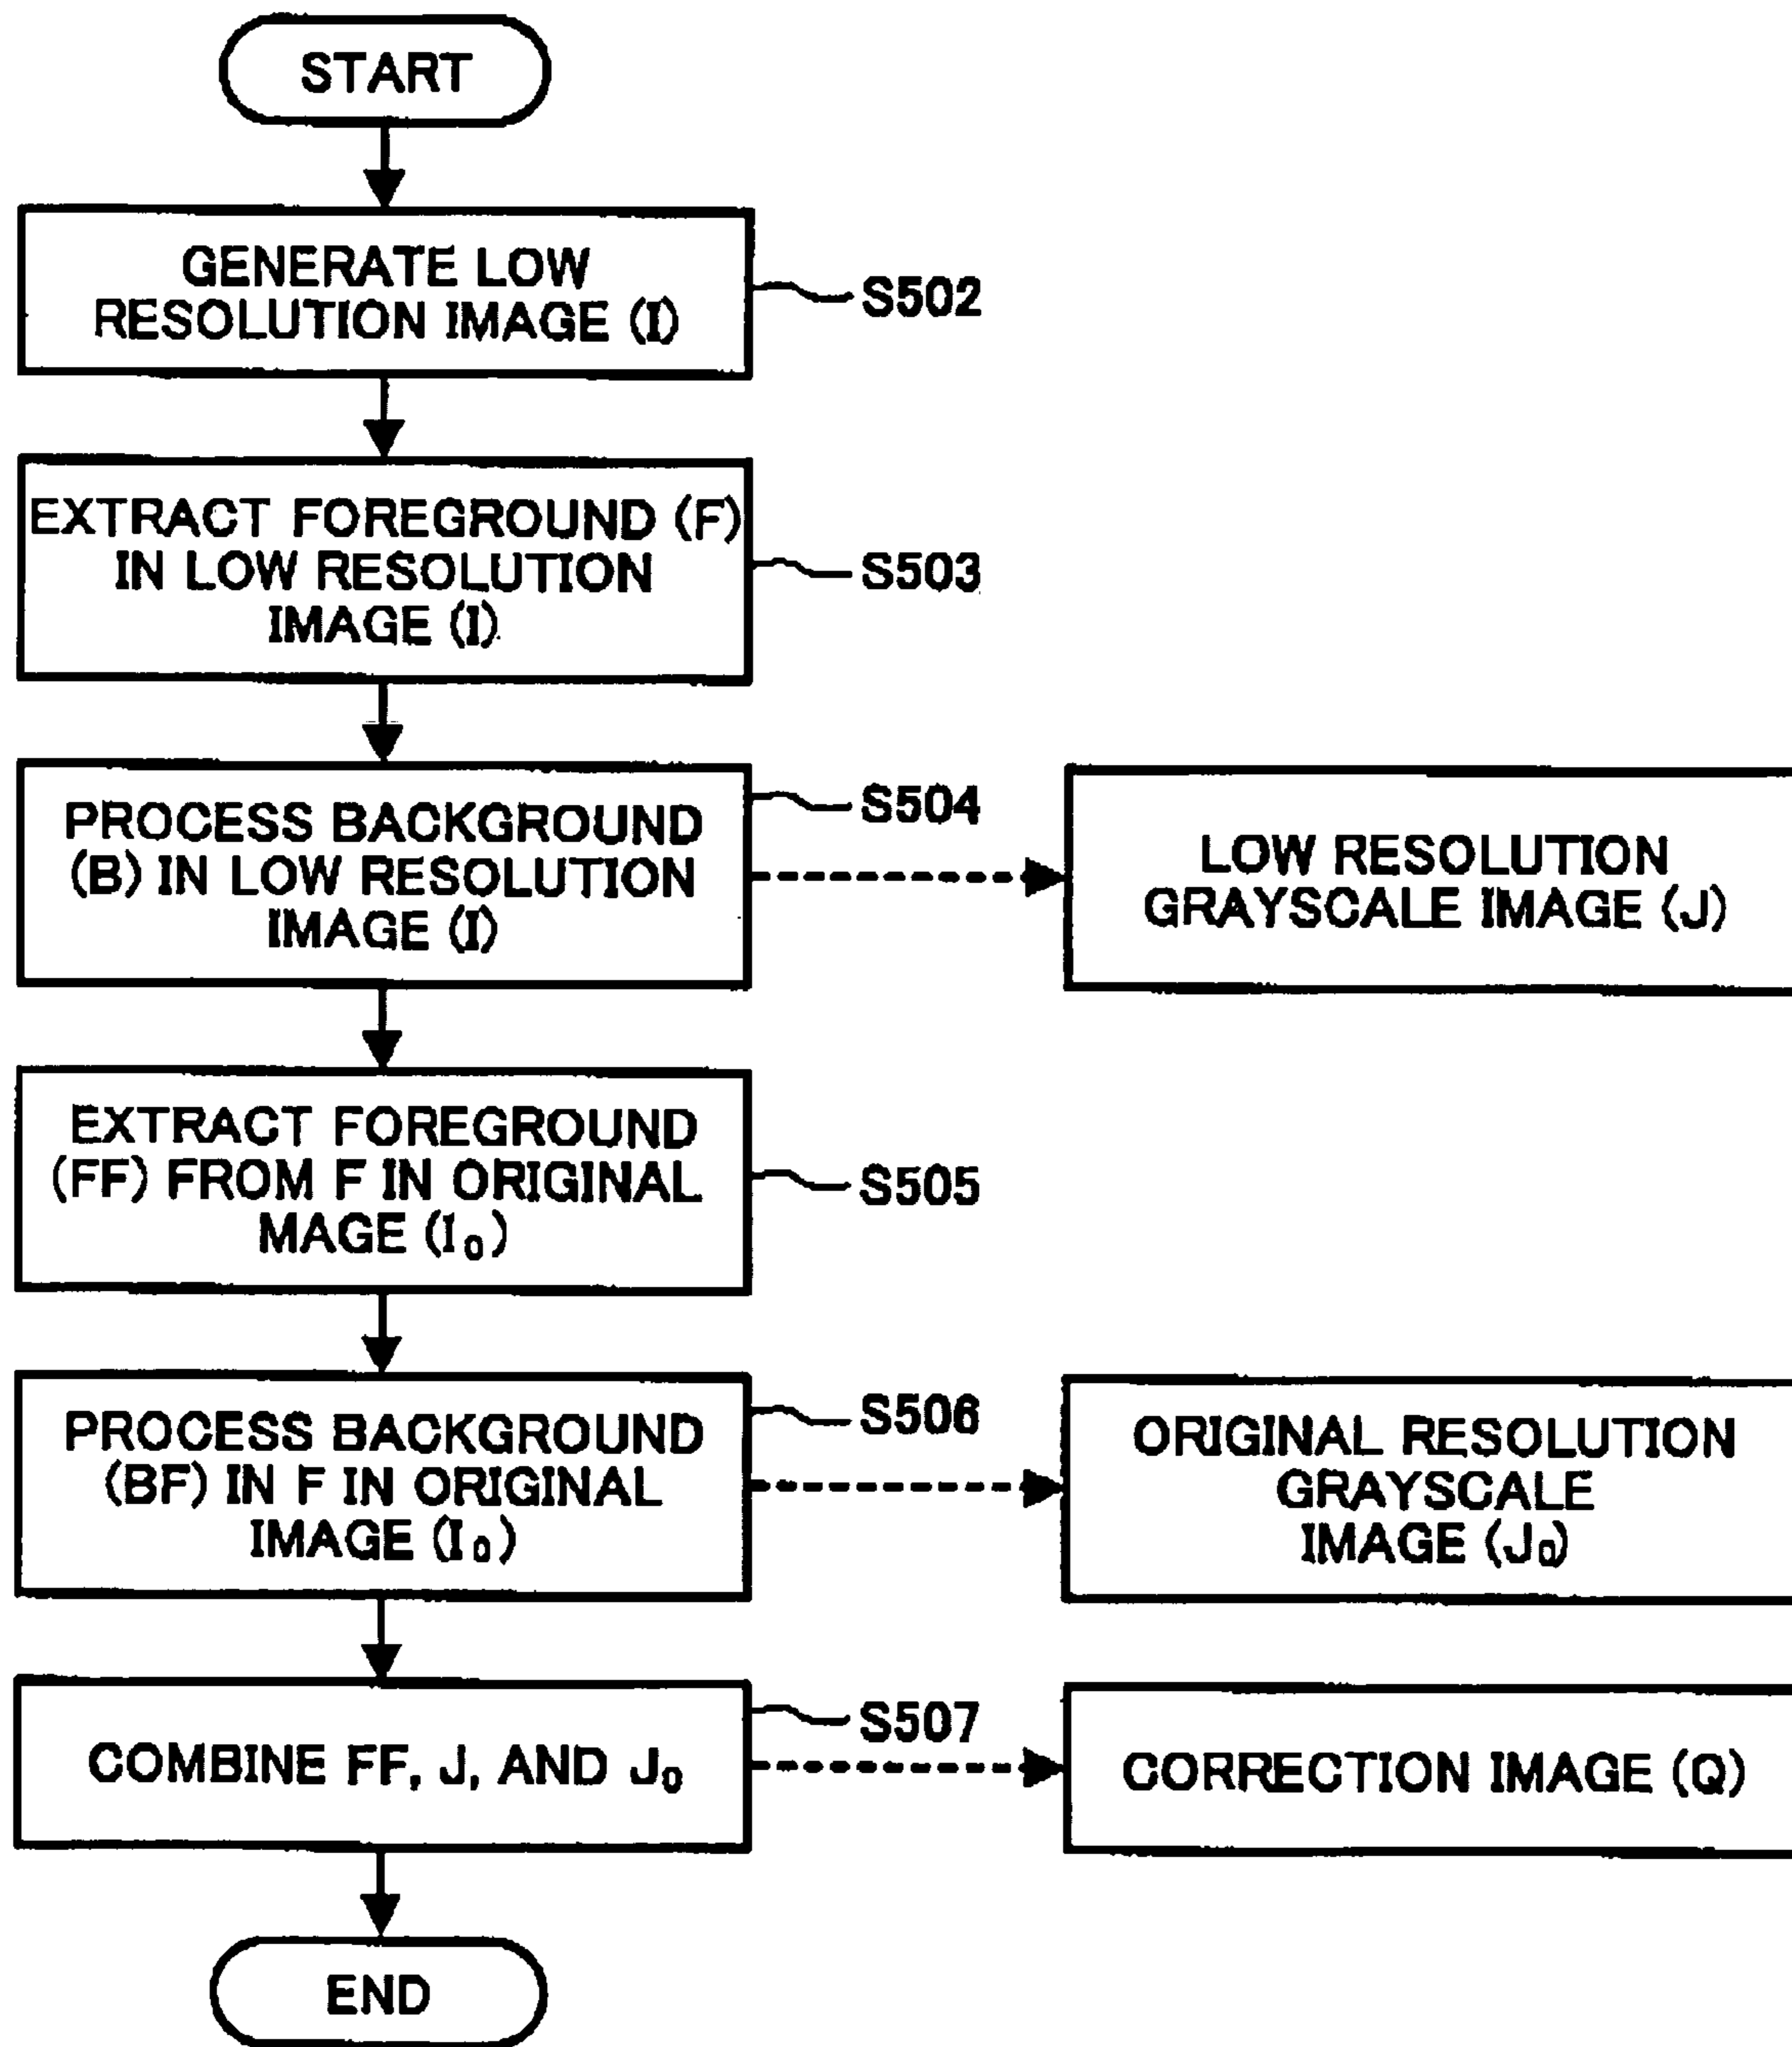 START
GENERATE LOW
RESOLUTION IMAGE (I)
S502
EXTRACT FOREGROUND (F)
IN LOW RESOLUTION
IMAGE (I)
S503
PROCESS BACKGROUND
(B) IN LOW RESOLUTION
IMAGE (I)
S504
LOW RESOLUTION
GRAYSCALE IMAGE (J)
EXTRACT FOREGROUND
(FF) FROM F IN ORIGINAL
MAGE (I₀)
S505
PROCESS BACKGROUND
(BF) IN F IN ORIGINAL
IMAGE (I₀)
S506
ORIGINAL RESOLUTION
GRAYSCALE
IMAGE (J₀)
COMBINE FF, J, AND J₀
S507
CORRECTION IMAGE (Q)
END